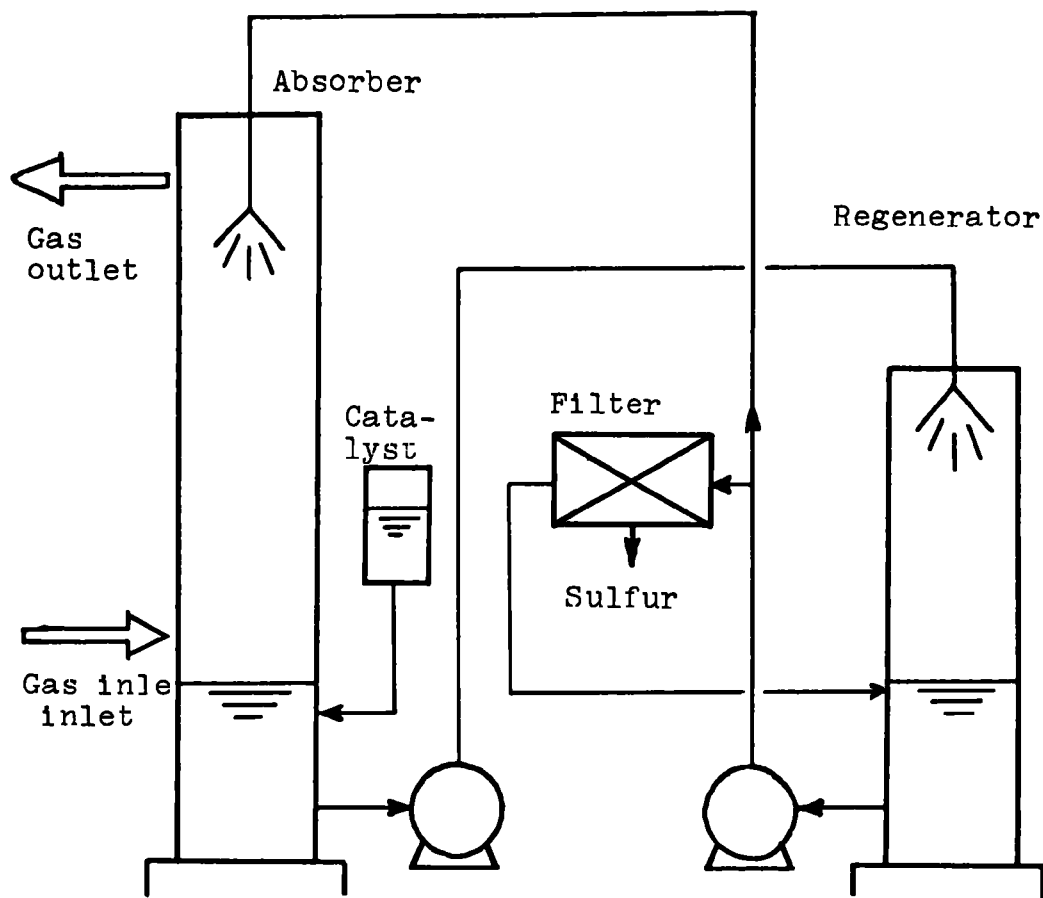 Absorber
Gas
outlet
Regenerator
Cata-
lyst
Filter
Sulfur
Gas inle
inlet